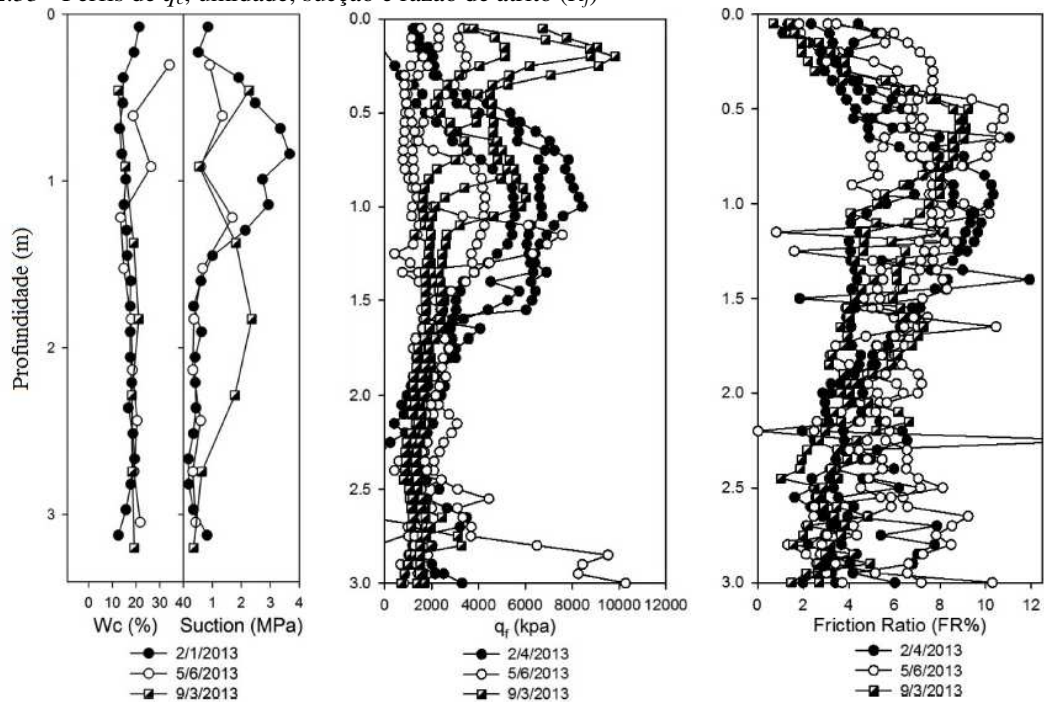 Perfis de qt, umidade, sucção e razão de atrito (Rf)
Profundidade (m)
0
1
2
3
0 10 20 30 40
Wc (%)
0 1 2 3 4
Suction (MPa)
2/1/2013
5/6/2013
9/3/2013
0.0
0.5
1.0
1.5
2.0
2.5
3.0
0 2000 4000 6000 8000 10000 12000
qf (kpa)
2/4/2013
5/6/2013
9/3/2013
0.0
0.5
1.0
1.5
2.0
2.5
3.0
0 2 4 6 8 10 12
Friction Ratio (FR%)
2/4/2013
5/6/2013
9/3/2013